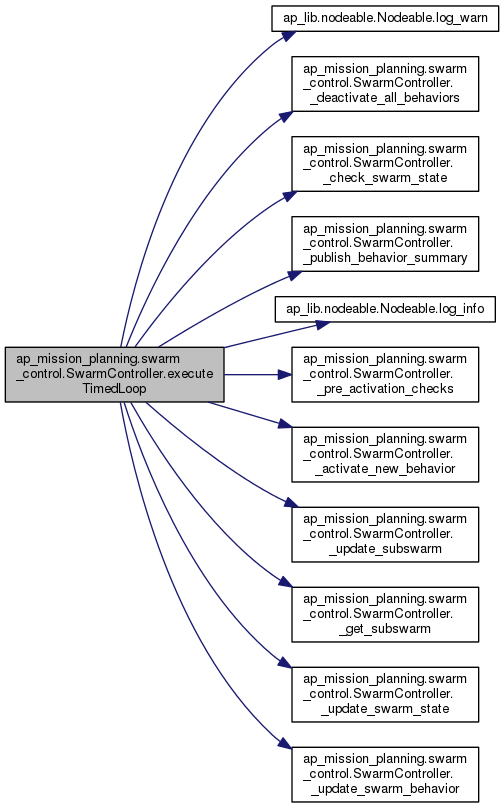 ap_lib.nodeable.Nodeable.log_warn
ap_mission_planning.swarm
_control.SwarmController.
_deactivate_all_behaviors
ap_mission_planning.swarm
_control.SwarmController.
_check_swarm_state
ap_mission_planning.swarm
_control.SwarmController.
_publish_behavior_summary
ap_lib.nodeable.Nodeable.log_info
ap_mission_planning.swarm
_control.SwarmController.execute
TimedLoop
ap_mission_planning.swarm
_control.SwarmController.
_pre_activation_checks
ap_mission_planning.swarm
_control.SwarmController.
_activate_new_behavior
ap_mission_planning.swarm
_control.SwarmController.
_update_subswarm
ap_mission_planning.swarm
_control.SwarmController.
_get_subswarm
ap_mission_planning.swarm
_control.SwarmController.
_update_swarm_state
ap_mission_planning.swarm
_control.SwarmController.
_update_swarm_behavior